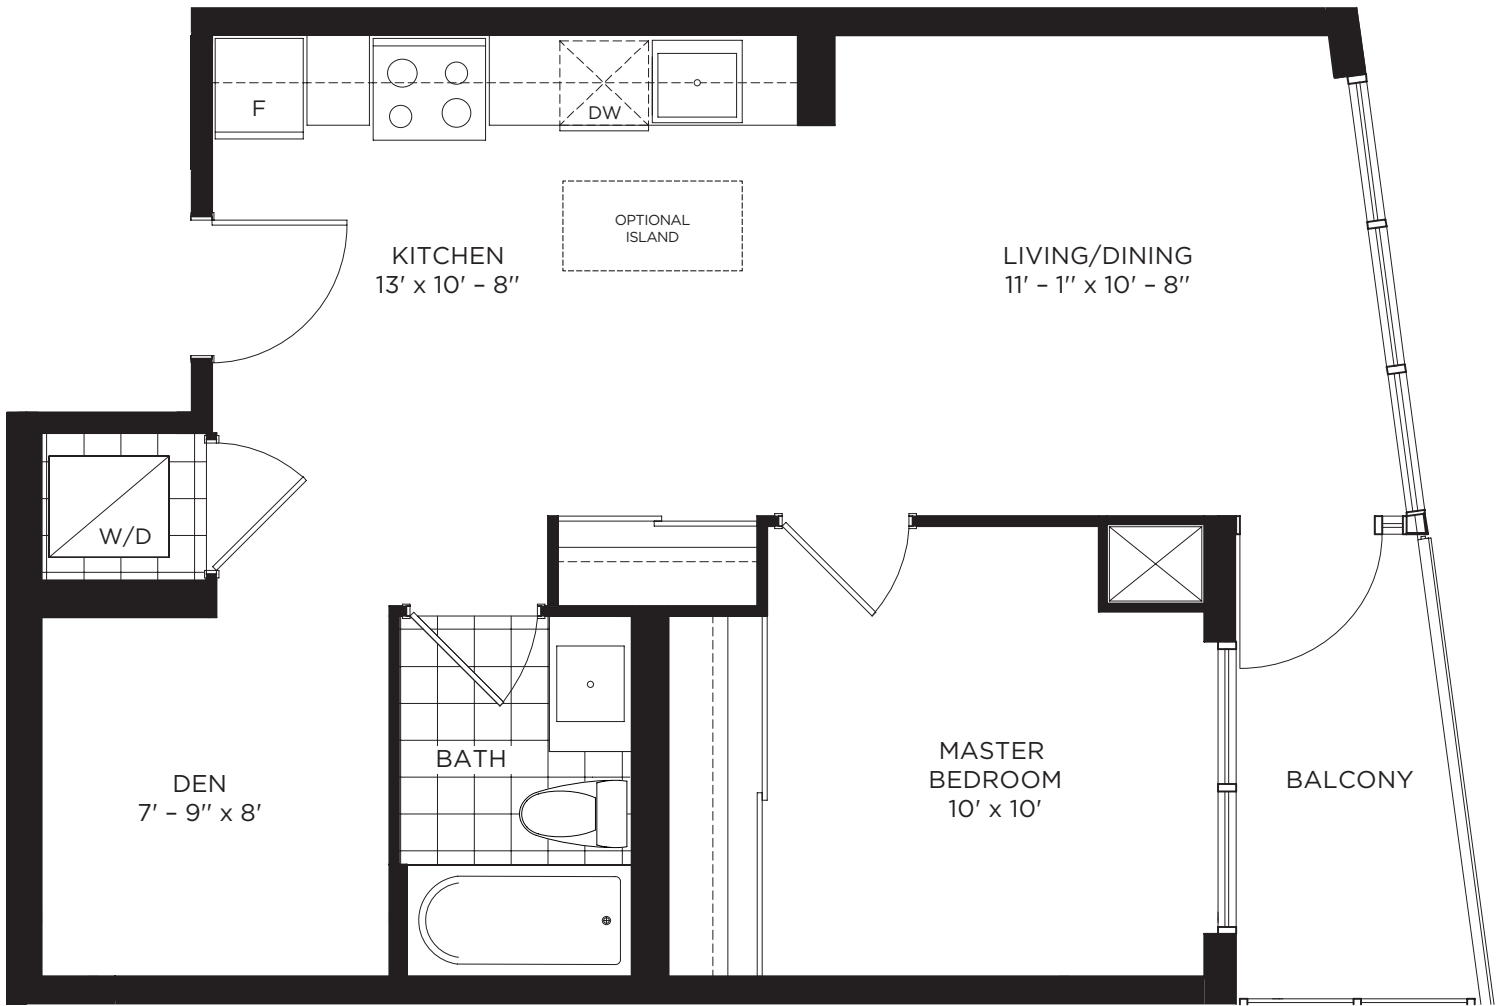 F
DW
OPTIONAL
ISLAND
KITCHEN
13' x 10' – 8''
LIVING/DINING
11' – 1'' x 10' – 8''
W/D
BATH
DEN
7' – 9'' x 8'
MASTER
BEDROOM
10' x 10'
BALCONY